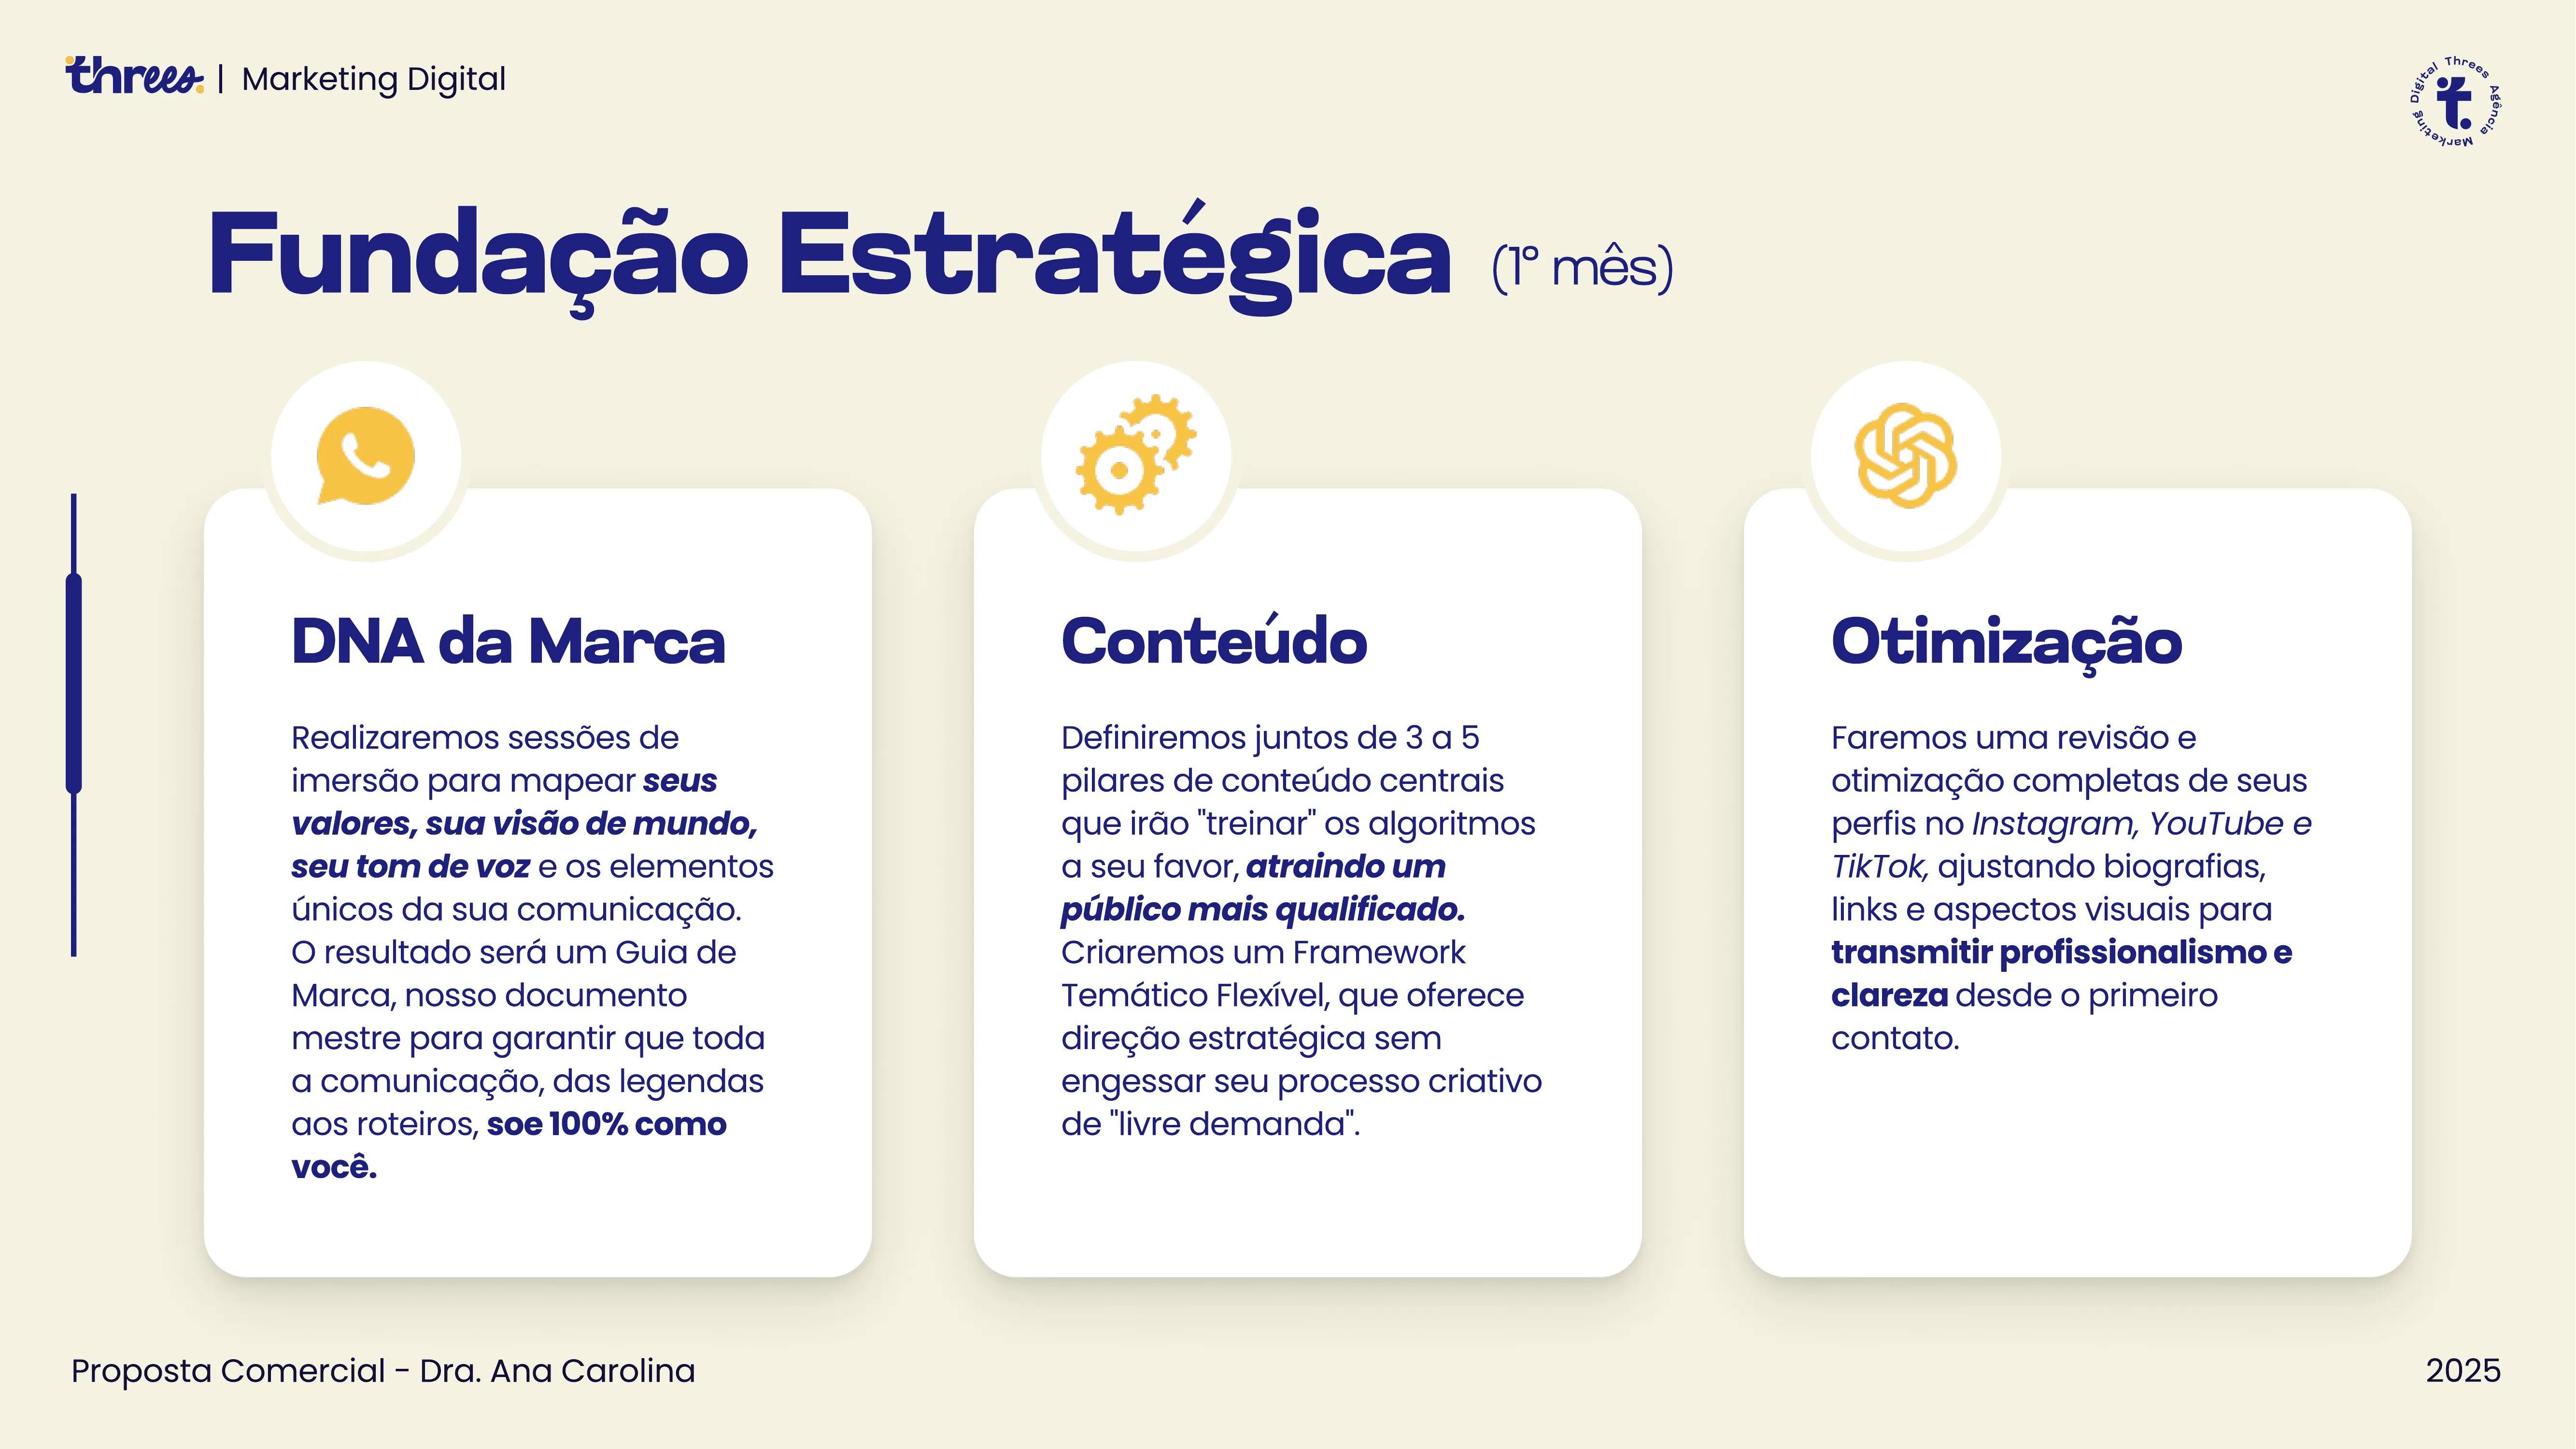 threes. | Marketing Digital
Threes Agência Marketing Digital
t.
Fundação Estratégica (1º mês)
DNA da Marca
Realizaremos sessões de
imersão para mapear seus
valores, sua visão de mundo,
seu tom de voz e os elementos
únicos da sua comunicação.
O resultado será um Guia de
Marca, nosso documento
mestre para garantir que toda
a comunicação, das legendas
aos roteiros, soe 100% como
você.
Conteúdo
Definiremos juntos de 3 a 5
pilares de conteúdo centrais
que irão "treinar" os algoritmos
a seu favor, atraindo um
público mais qualificado.
Criaremos um Framework
Temático Flexível, que oferece
direção estratégica sem
engessar seu processo criativo
de "livre demanda".
Otimização
Faremos uma revisão e
otimização completas de seus
perfis no Instagram, YouTube e
TikTok, ajustando biografias,
links e aspectos visuais para
transmitir profissionalismo e
clareza desde o primeiro
contato.
Proposta Comercial - Dra. Ana Carolina
2025